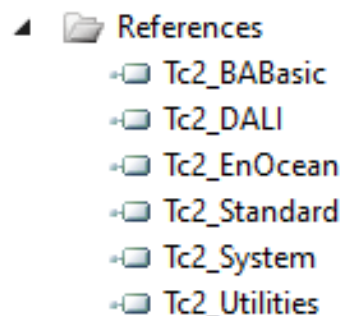 References
Tc2_BABasic
Tc2_DALI
Tc2_EnOcean
Tc2_Standard
Tc2_System
Tc2_Utilities